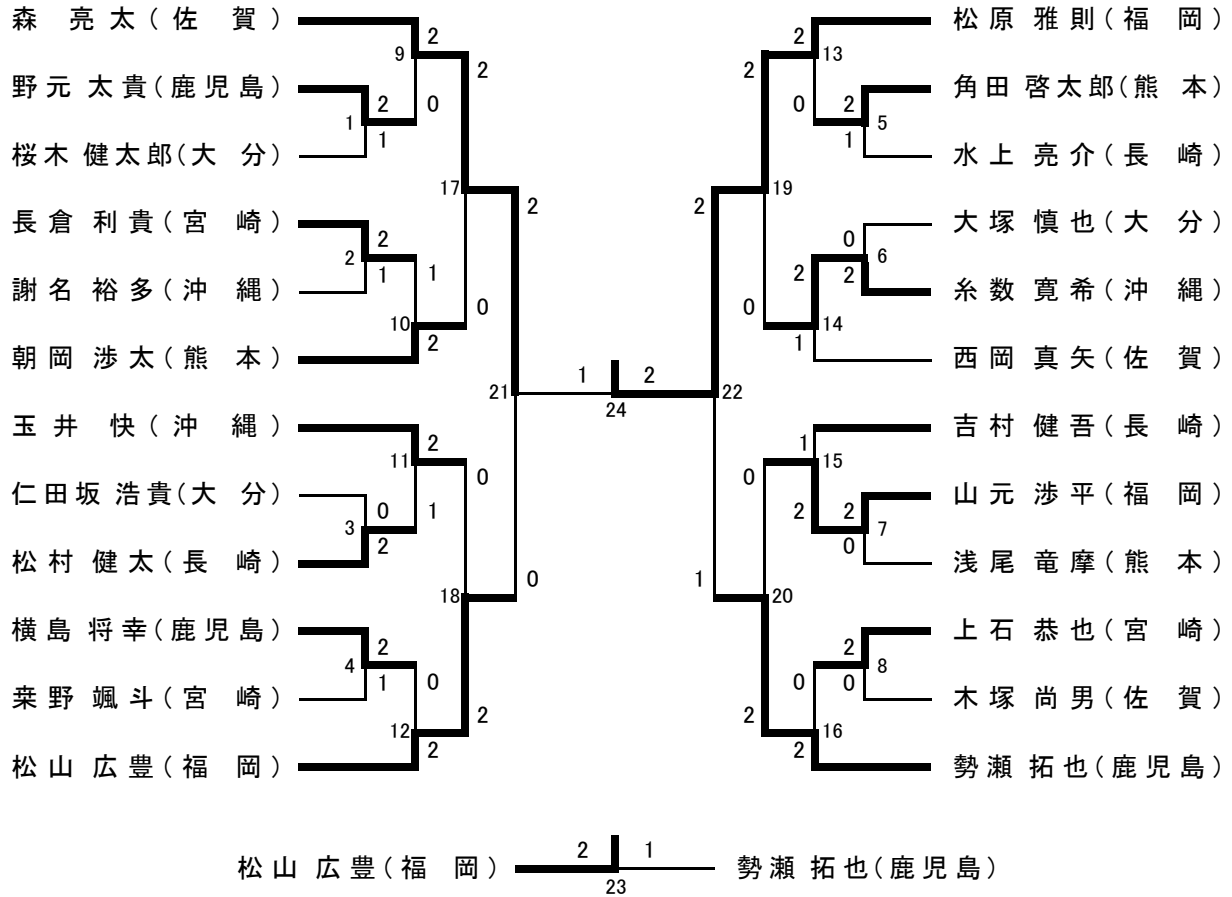 森 亮太(佐 賀) 松原 雅則(福 岡)
2 2
9 13
2 2
野元 太貴(鹿児島) 角田 啓太郎(熊 本)
2 0 0 2
1 5
1 1
桜木 健太郎(大 分) 水上 亮介(長 崎)
17 19
2 2
長倉 利貴(宮 崎) 大塚 慎也(大 分)
2 0
2 6
1 1 2 2
謝名 裕多(沖 縄) 糸数 寛希(沖 縄)
0 0
10 14
2 1
朝岡 渉太(熊 本) 西岡 真矢(佐 賀)
1 2
21 22
24
玉井 快(沖 縄) 吉村 健吾(長 崎)
2 1
11 15
0 0
仁田坂 浩貴(大 分) 山元 渉平(福 岡)
0 1 2 2
3 7
2 0
松村 健太(長 崎) 浅尾 竜摩(熊 本)
0 1
18 20
横島 将幸(鹿児島) 上石 恭也(宮 崎)
2 2
4 8
1 0 0 0
桒野 颯斗(宮 崎) 木塚 尚男(佐 賀)
2 2
12 16
2 2
松山 広豊(福 岡) 勢瀬 拓也(鹿児島)
2 1
松山 広豊(福 岡) 勢瀬 拓也(鹿児島)
23